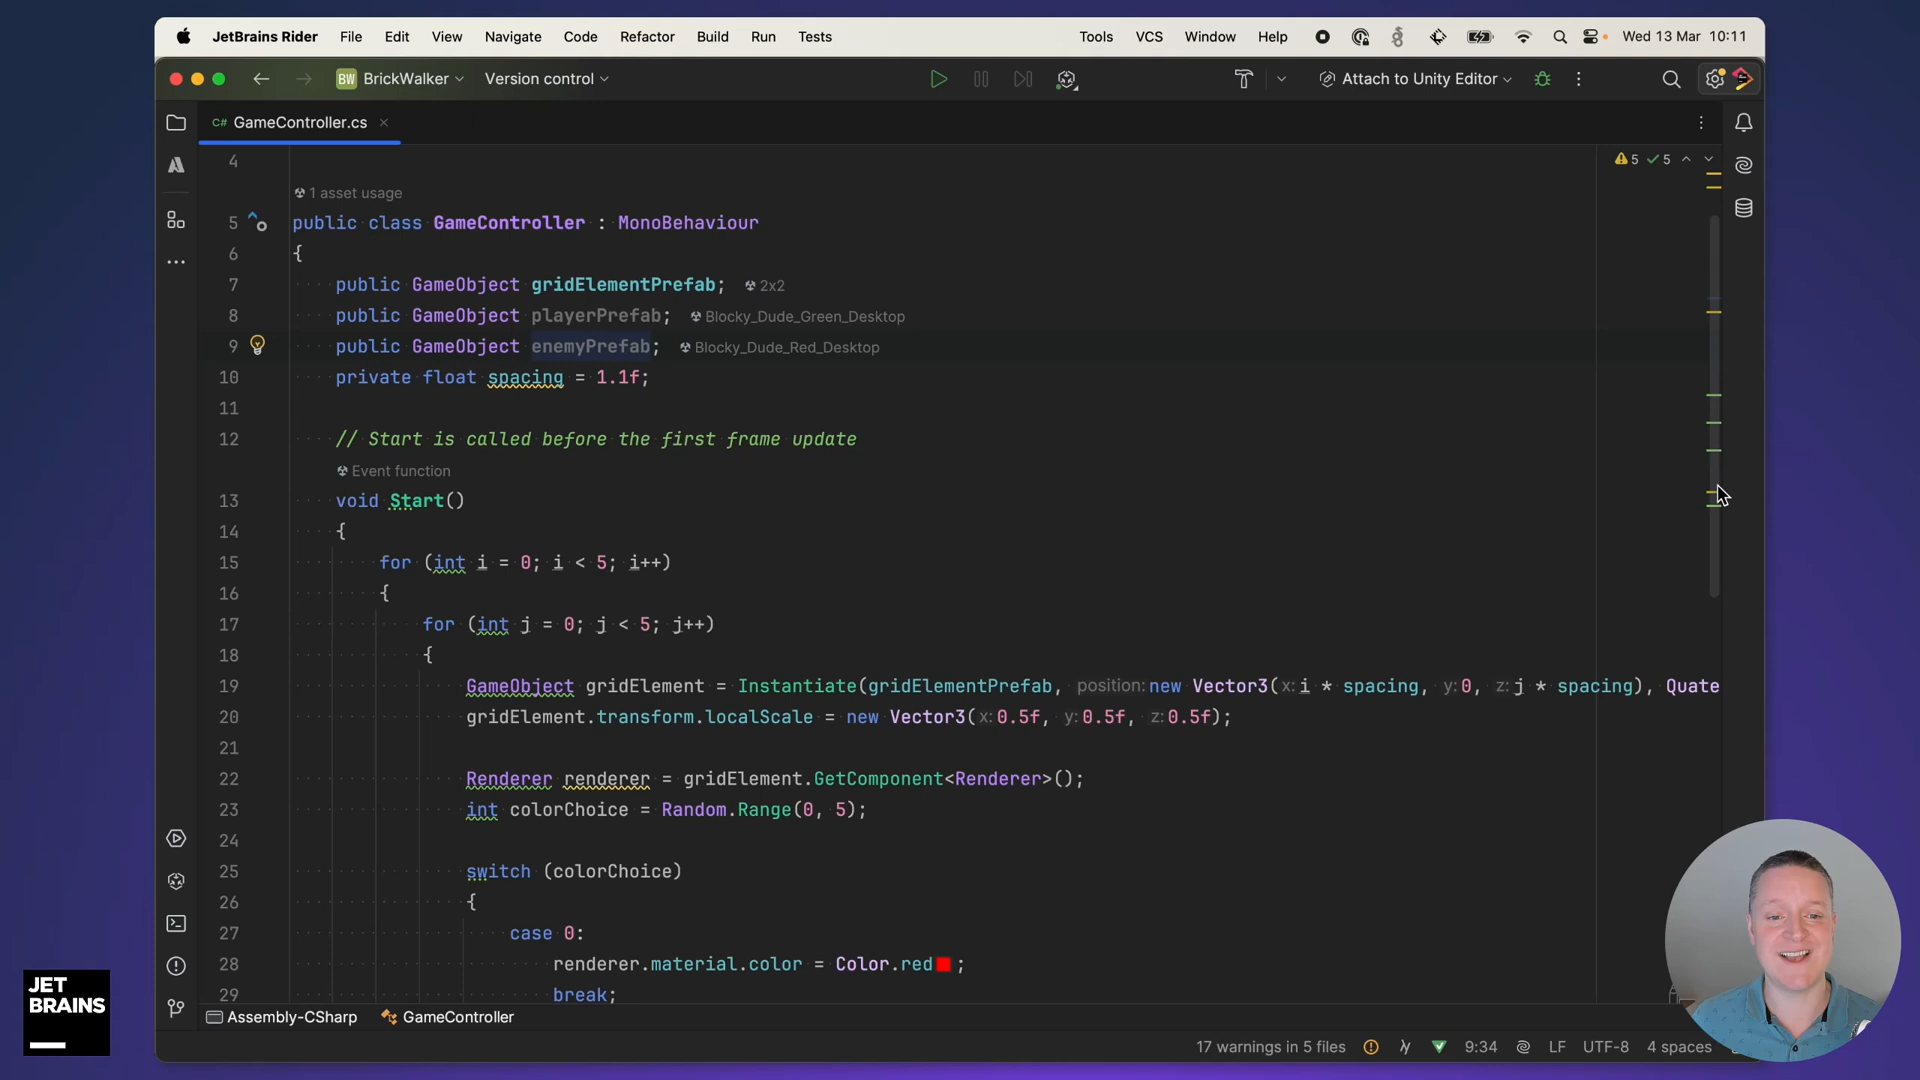 JetBrains Rider File Edit View Navigate Code Refactor Build Run Tests Tools VCS Window Help Wed 13 Mar 10:11
BW BrickWalker Version control Attach to Unity Editor
C# GameController.cs
5 5
4
1 asset usage
5 public class GameController : MonoBehaviour
6 {
7 public GameObject gridElementPrefab; 2x2
8 public GameObject playerPrefab; Blocky_Dude_Green_Desktop
9 public GameObject enemyPrefab; Blocky_Dude_Red_Desktop
10 private float spacing = 1.1f;
11
12 // Start is called before the first frame update
Event function
13 void Start()
14 {
15 for (int i = 0; i < 5; i++)
16 {
17 for (int j = 0; j < 5; j++)
18 {
19 GameObject gridElement = Instantiate(gridElementPrefab, position: new Vector3(x: i * spacing, y: 0, z: j * spacing), Quate
20 gridElement.transform.localScale = new Vector3(x: 0.5f, y: 0.5f, z: 0.5f);
21
22 Renderer renderer = gridElement.GetComponent<Renderer>();
23 int colorChoice = Random.Range(0, 5);
24
25 switch (colorChoice)
26 {
27 case 0:
28 renderer.material.color = Color.red ;
29 break;
Assembly-CSharp GameController
17 warnings in 5 files 9:34 LF UTF-8 4 spaces
JET
BRAINS